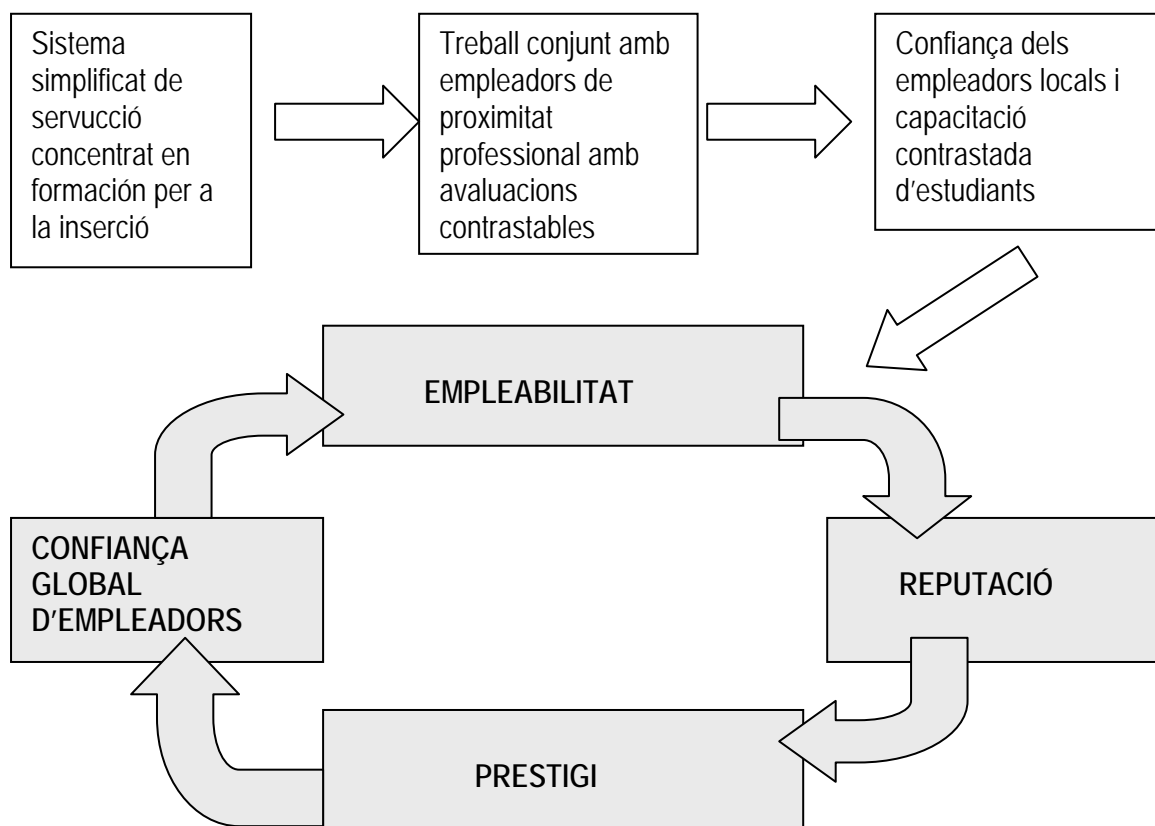 Sistema
simplificat de
servucció
concentrat en
formación per a
la inserció
Treball conjunt amb
empleadors de
proximitat
professional amb
avaluacions
contrastables
Confiança dels
empleadors locals i
capacitació
contrastada
d'estudiants
EMPLEABILITAT
CONFIANÇA
GLOBAL
D'EMPLEADORS
REPUTACIÓ
PRESTIGI